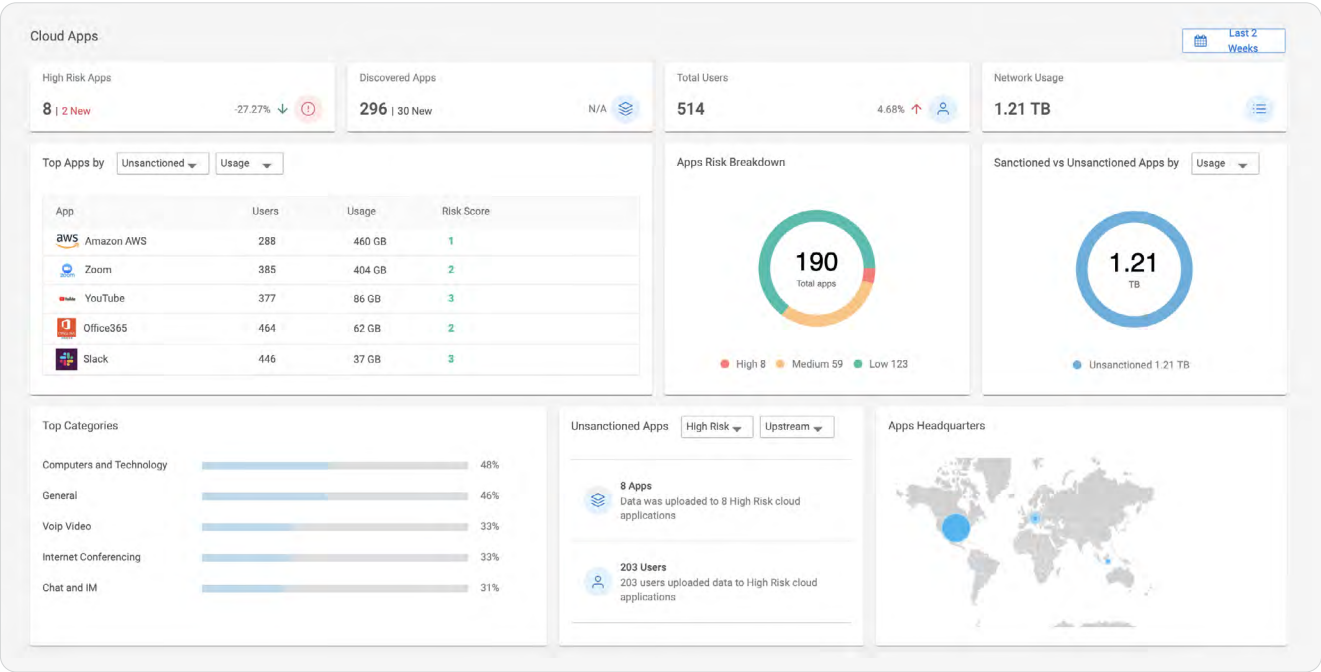 Cloud Apps
Last 2
Weeks
High Risk Apps
8 | 2 New
-27.27%
Discovered Apps
296 | 30 New
N/A
Total Users
514
4.68%
Network Usage
1.21 TB
Top Apps by Unsanctioned Usage
App Users Usage Risk Score
aws Amazon AWS 288 460 GB 1
zoom Zoom 385 404 GB 2
YouTube 377 86 GB 3
Office365 464 62 GB 2
Slack 446 37 GB 3
Apps Risk Breakdown
190
Total apps
High 8 Medium 59 Low 123
Sanctioned vs Unsanctioned Apps by Usage
1.21
TB
Unsanctioned 1.21 TB
Top Categories
Computers and Technology 48%
General 46%
Voip Video 33%
Internet Conferencing 33%
Chat and IM 31%
Unsanctioned Apps High Risk Upstream
8 Apps
Data was uploaded to 8 High Risk cloud
applications
203 Users
203 users uploaded data to High Risk cloud
applications
Apps Headquarters